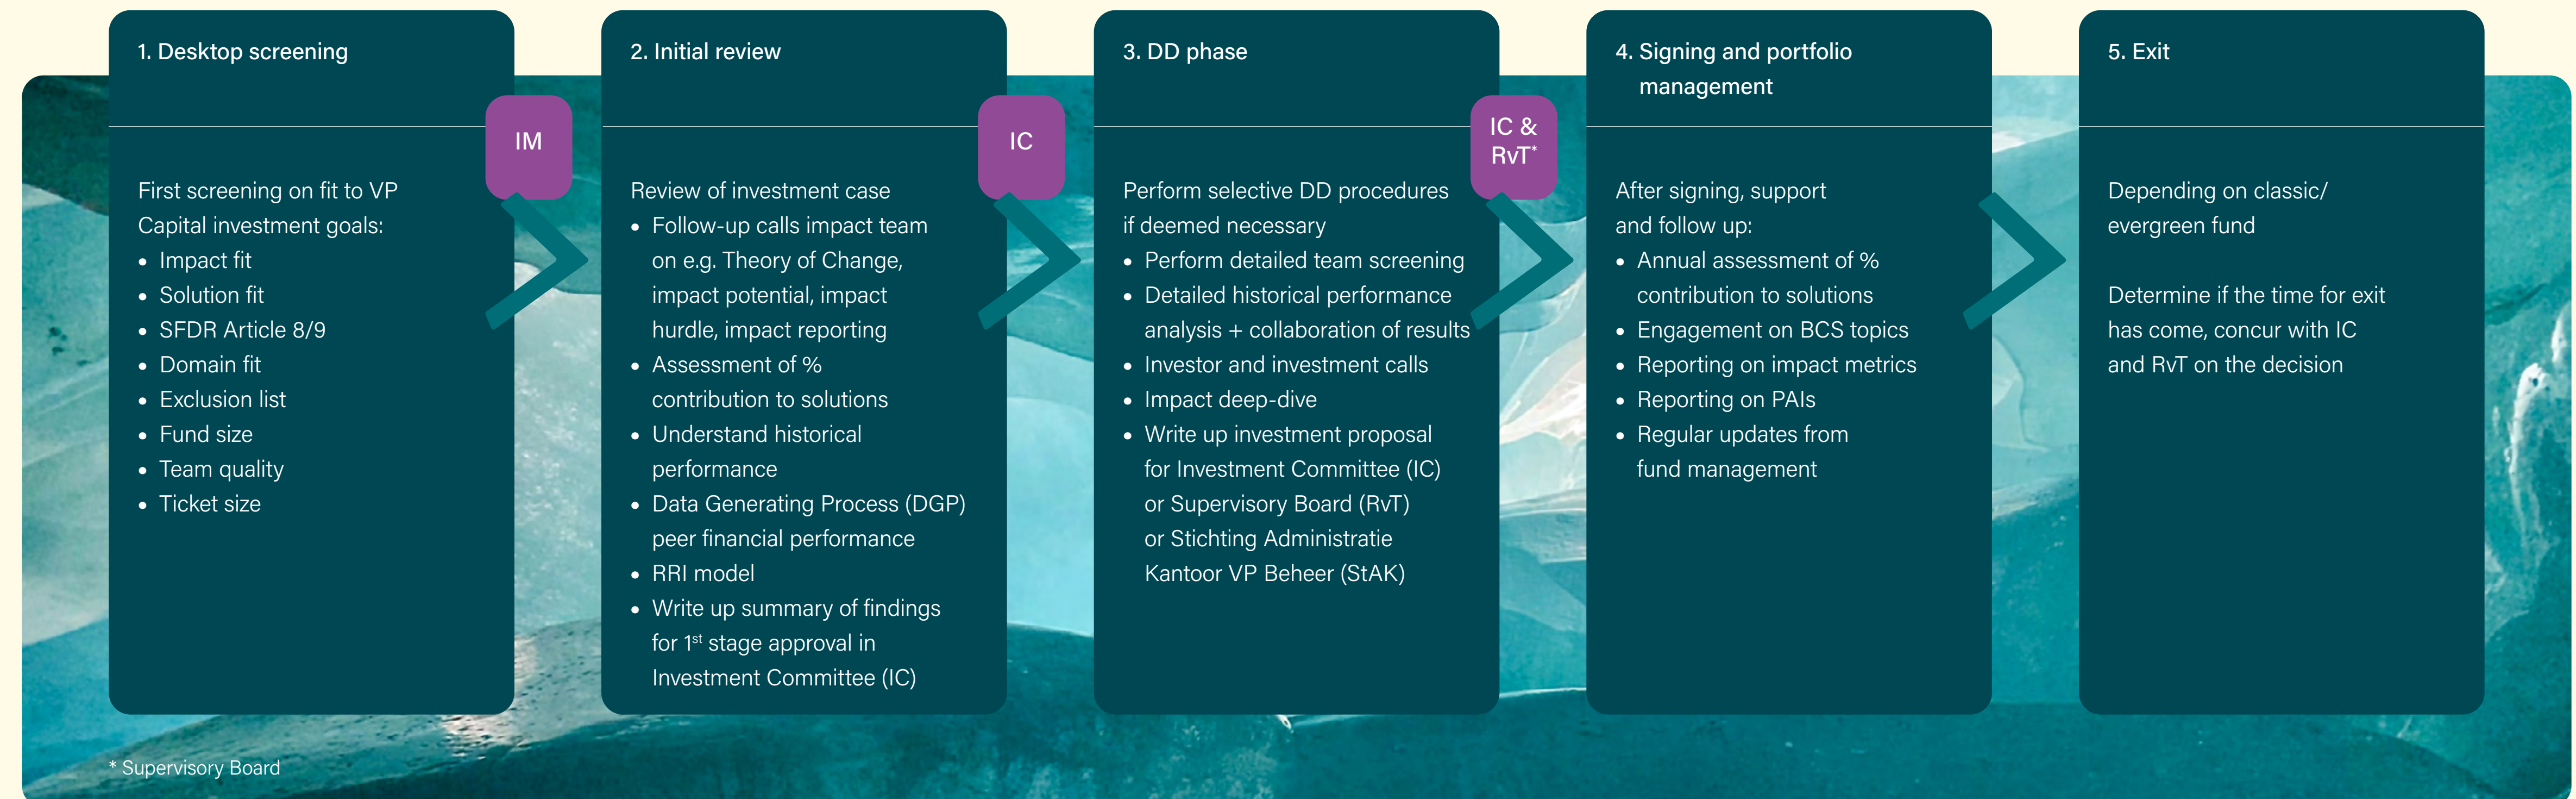 1. Desktop screening
First screening on fit to VP
Capital investment goals:
• Impact fit
• Solution fit
• SFDR Article 8/9
• Domain fit
• Exclusion list
• Fund size
• Team quality
• Ticket size
IM
2. Initial review
Review of investment case
• Follow-up calls impact team
on e.g. Theory of Change,
impact potential, impact
hurdle, impact reporting
• Assessment of %
contribution to solutions
• Understand historical
performance
• Data Generating Process (DGP)
peer financial performance
• RRI model
• Write up summary of findings
for 1st stage approval in
Investment Committee (IC)
IC
3. DD phase
Perform selective DD procedures
if deemed necessary
• Perform detailed team screening
• Detailed historical performance
analysis + collaboration of results
• Investor and investment calls
• Impact deep-dive
• Write up investment proposal
for Investment Committee (IC)
or Supervisory Board (RvT)
or Stichting Administratie
Kantoor VP Beheer (StAK)
IC &
RvT*
4. Signing and portfolio
management
After signing, support
and follow up:
• Annual assessment of %
contribution to solutions
• Engagement on BCS topics
• Reporting on impact metrics
• Reporting on PAIs
• Regular updates from
fund management
5. Exit
Depending on classic/
evergreen fund
Determine if the time for exit
has come, concur with IC
and RvT on the decision
* Supervisory Board